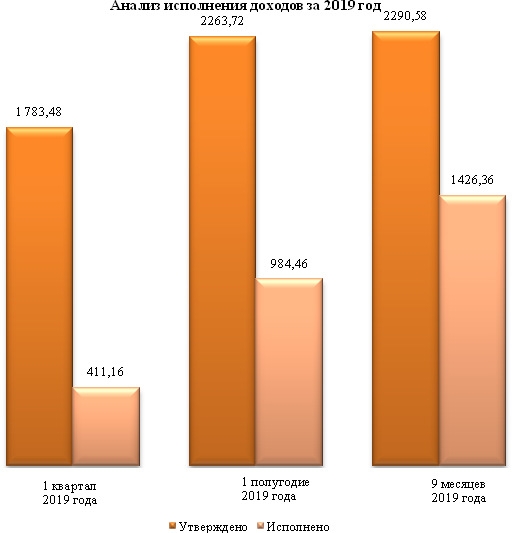 Анализ исполнения доходов за 2019 год
1 783,48
411,16
2263,72
984,46
2290,58
1426,36
1 квартал
2019 года
1 полугодие
2019 года
9 месяцев
2019 года
Утверждено Исполнено